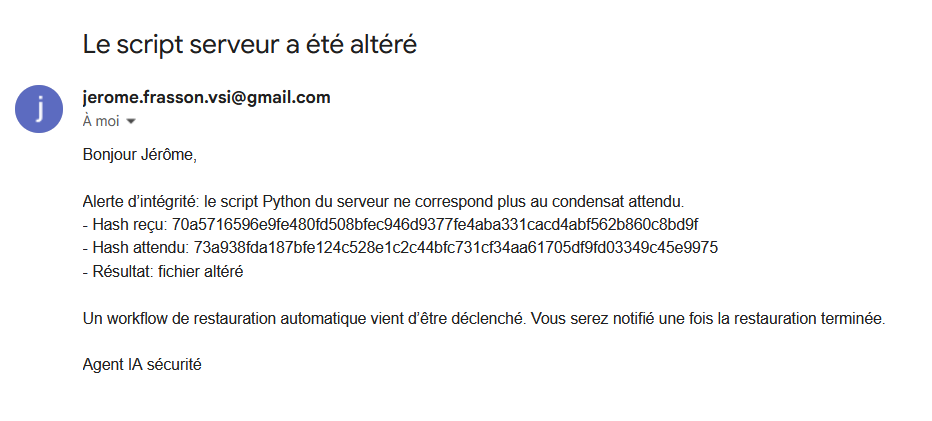 Le script serveur a été altéré
j
jerome.frasson.vsi@gmail.com
À moi
Bonjour Jérôme,
Alerte d’intégrité: le script Python du serveur ne correspond plus au condensat attendu.
- Hash reçu: 70a5716596e9fe480fd508bfec946d9377fe4aba331cacd4abf562b860c8bd9f
- Hash attendu: 73a938fda187bfe124c528e1c2c44bfc731cf34aa61705df9fd03349c45e9975
- Résultat: fichier altéré
Un workflow de restauration automatique vient d’être déclenché. Vous serez notifié une fois la restauration terminée.
Agent IA sécurité